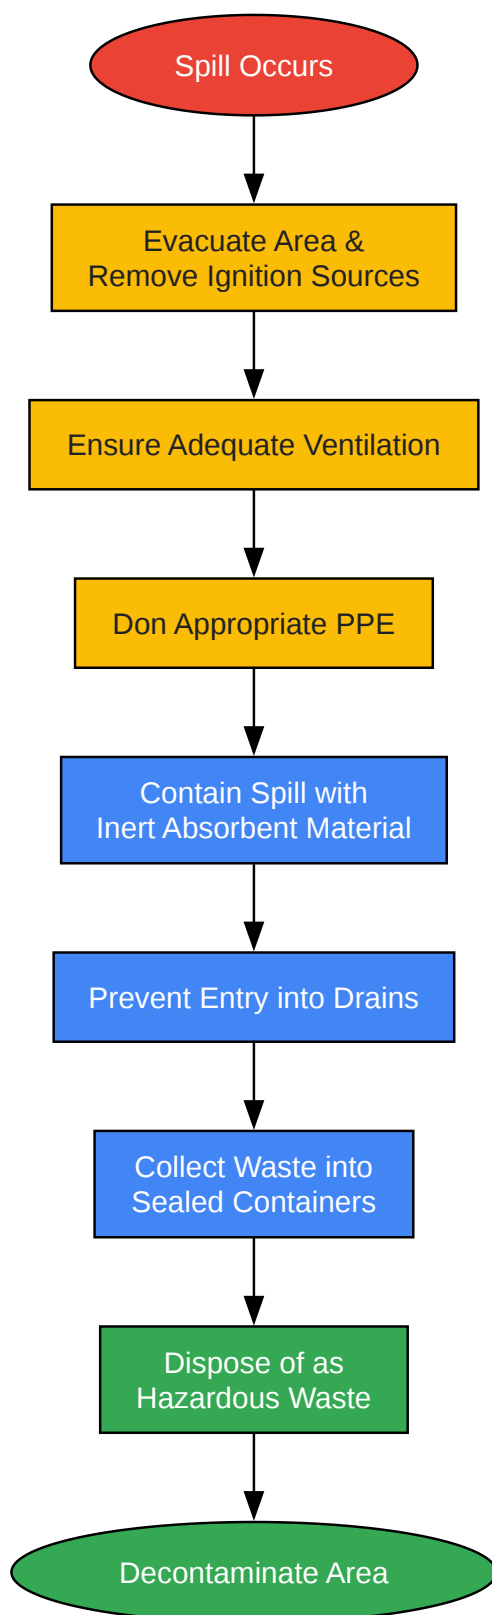 Spill Occurs
Evacuate Area &
Remove Ignition Sources
Ensure Adequate Ventilation
Don Appropriate PPE
Contain Spill with
Inert Absorbent Material
Prevent Entry into Drains
Collect Waste into
Sealed Containers
Dispose of as
Hazardous Waste
Decontaminate Area